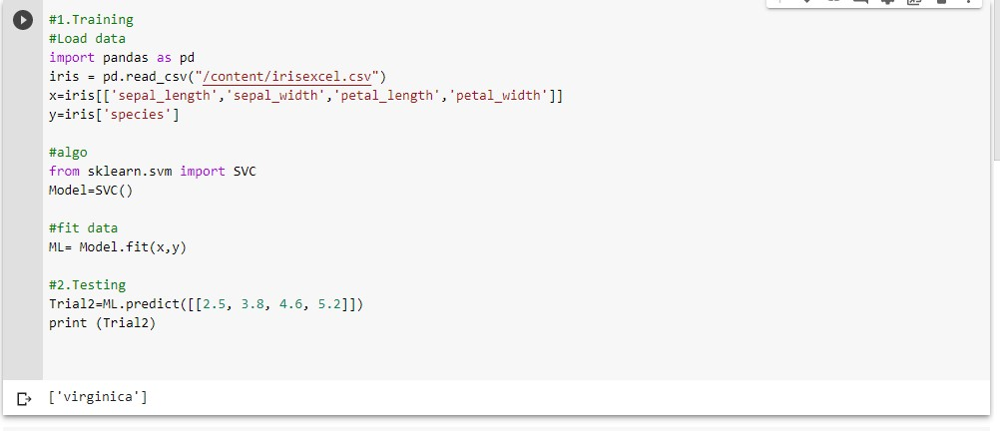 #1.Training
#Load data
import pandas as pd
iris = pd.read_csv("/content/irisexcel.csv")
x=iris[['sepal_length','sepal_width','petal_length','petal_width']]
y=iris['species']
#algo
from sklearn.svm import SVC
Model=SVC()
#fit data
ML= Model.fit(x,y)
#2.Testing
Trial2=ML.predict([[2.5, 3.8, 4.6, 5.2]])
print (Trial2)
['virginica']